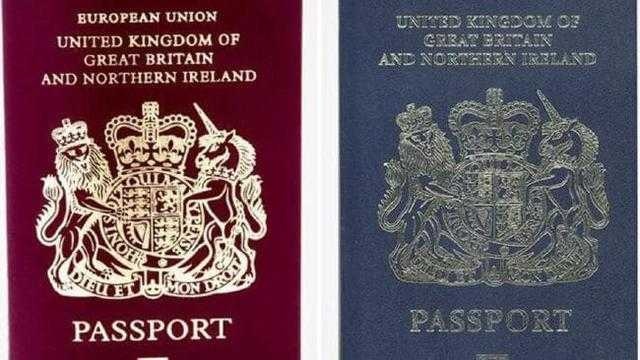 EUROPEAN UNION
UNITED KINGDOM OF
GREAT BRITAIN
AND NORTHERN IRELAND
DIEU ET MON DROIT
PASSPORT
UNITED KINGDOM OF
GREAT BRITAIN
AND NORTHERN IRELAND
PASSPORT